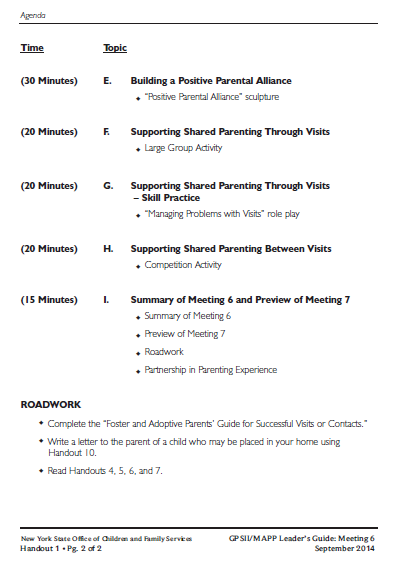 Agenda
Time Topic
(30 Minutes) E. Building a Positive Parental Alliance
◆ “Positive Parental Alliance” sculpture
(20 Minutes) F. Supporting Shared Parenting Through Visits
◆ Large Group Activity
(20 Minutes) G. Supporting Shared Parenting Through Visits
– Skill Practice
◆ “Managing Problems with Visits” role play
(20 Minutes) H. Supporting Shared Parenting Between Visits
◆ Competition Activity
(15 Minutes) I. Summary of Meeting 6 and Preview of Meeting 7
◆ Summary of Meeting 6
◆ Preview of Meeting 7
◆ Roadwork
◆ Partnership in Parenting Experience
ROADWORK
◆ Complete the “Foster and Adoptive Parents’ Guide for Successful Visits or Contacts.”
◆ Write a letter to the parent of a child who may be placed in your home using
Handout 10.
◆ Read Handouts 4, 5, 6, and 7.
New York State Office of Children and Family Services GPSII/MAPP Leader’s Guide: Meeting 6
Handout 1 • Pg. 2 of 2 September 2014